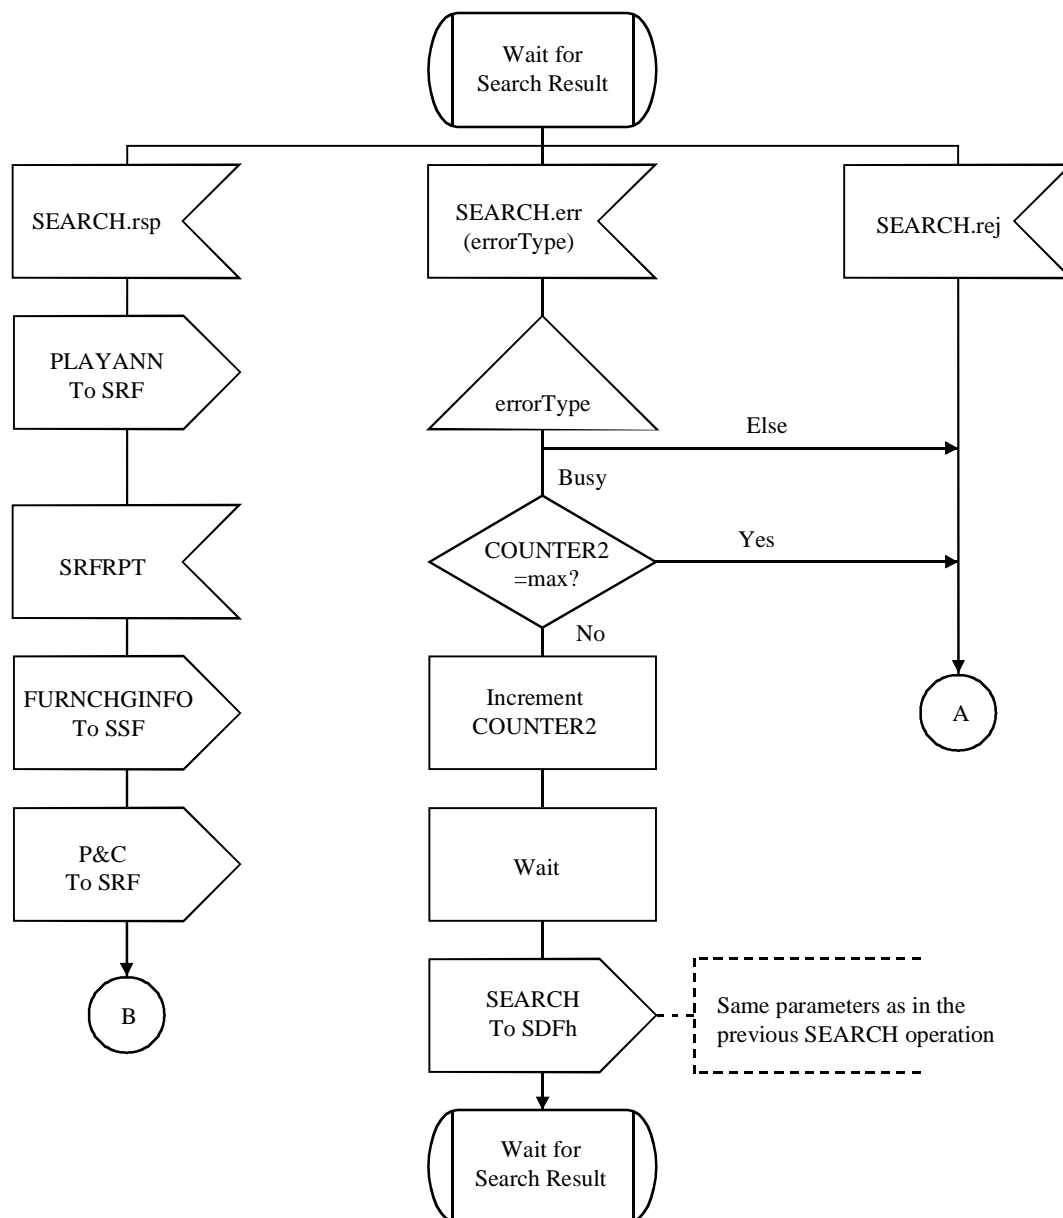 Wait for
Search Result
SEARCH.rsp
SEARCH.err
(errorType)
SEARCH.rej
PLAYANN
To SRF
errorType
Else
Busy
SRFRPT
COUNTER2
=max?
Yes
No
FURNCHGINFO
To SSF
Increment
COUNTER2
A
P&C
To SRF
Wait
B
SEARCH
To SDFh
Same parameters as in the
previous SEARCH operation
Wait for
Search Result